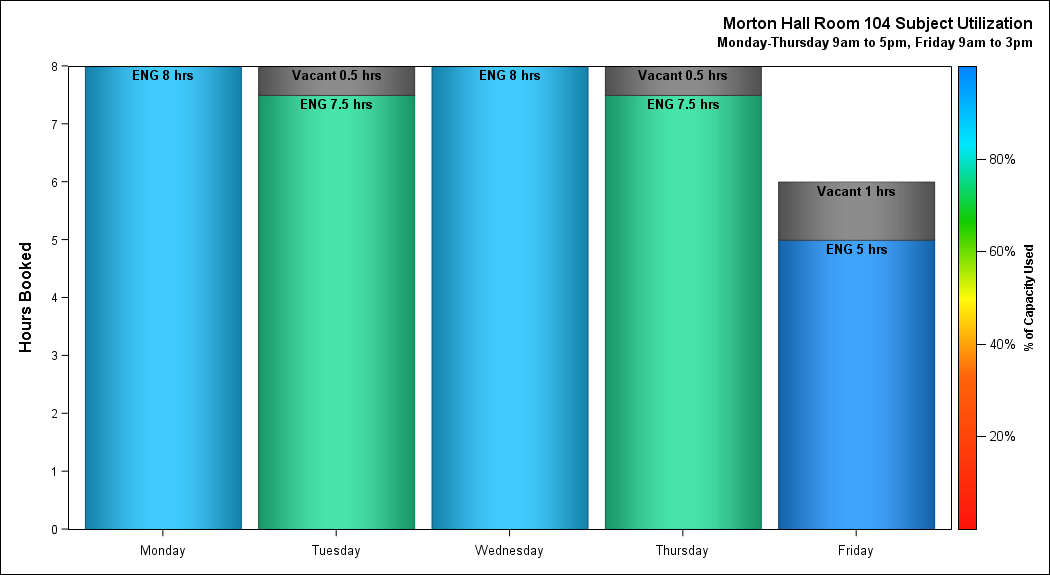 Morton Hall Room 104 Subject Utilization
Monday-Thursday 9am to 5pm, Friday 9am to 3pm
Hours Booked
8
7
6
5
4
3
2
1
0
ENG 8 hrs
Vacant 0.5 hrs
ENG 7.5 hrs
ENG 8 hrs
Vacant 0.5 hrs
ENG 7.5 hrs
Vacant 1 hrs
ENG 5 hrs
Monday
Tuesday
Wednesday
Thursday
Friday
80%
60%
40%
20%
% of Capacity Used